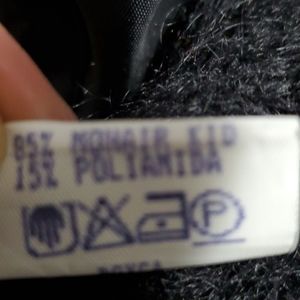 85% MOHAIR KID
15% POLIAMIDA
P